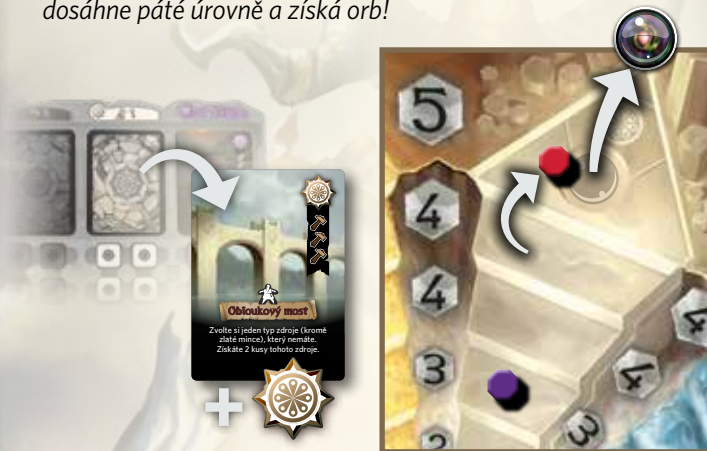 dosáhne páté úrovně a získá orb!
5
4
4
3
2
4
4
3
Obloukový most
Zvolte si jeden typ zdroje (kromě
zlaté mince), který nemáte.
Získáte 2 kusy tohoto zdroje.
+